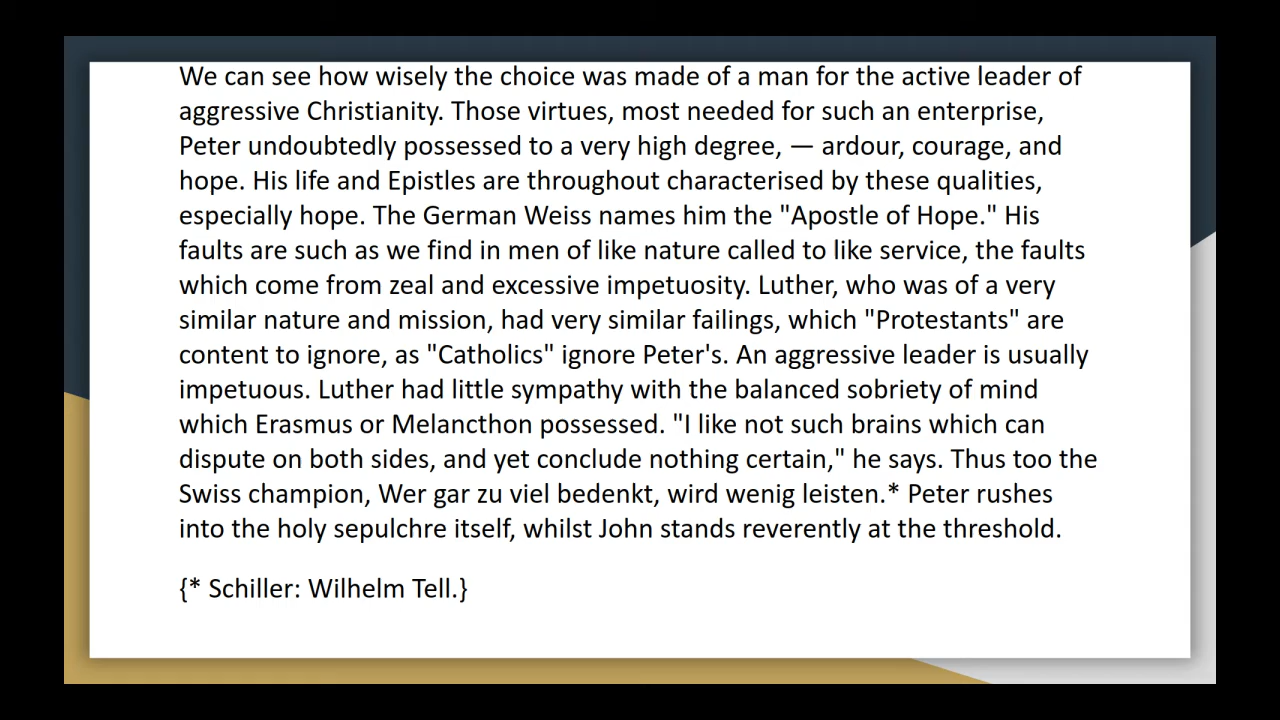 We can see how wisely the choice was made of a man for the active leader of
aggressive Christianity. Those virtues, most needed for such an enterprise,
Peter undoubtedly possessed to a very high degree, — ardour, courage, and
hope. His life and Epistles are throughout characterised by these qualities,
especially hope. The German Weiss names him the "Apostle of Hope." His
faults are such as we find in men of like nature called to like service, the faults
which come from zeal and excessive impetuosity. Luther, who was of a very
similar nature and mission, had very similar failings, which "Protestants" are
content to ignore, as "Catholics" ignore Peter's. An aggressive leader is usually
impetuous. Luther had little sympathy with the balanced sobriety of mind
which Erasmus or Melancthon possessed. "I like not such brains which can
dispute on both sides, and yet conclude nothing certain," he says. Thus too the
Swiss champion, Wer gar zu viel bedenkt, wird wenig leisten.* Peter rushes
into the holy sepulchre itself, whilst John stands reverently at the threshold.
{* Schiller: Wilhelm Tell.}